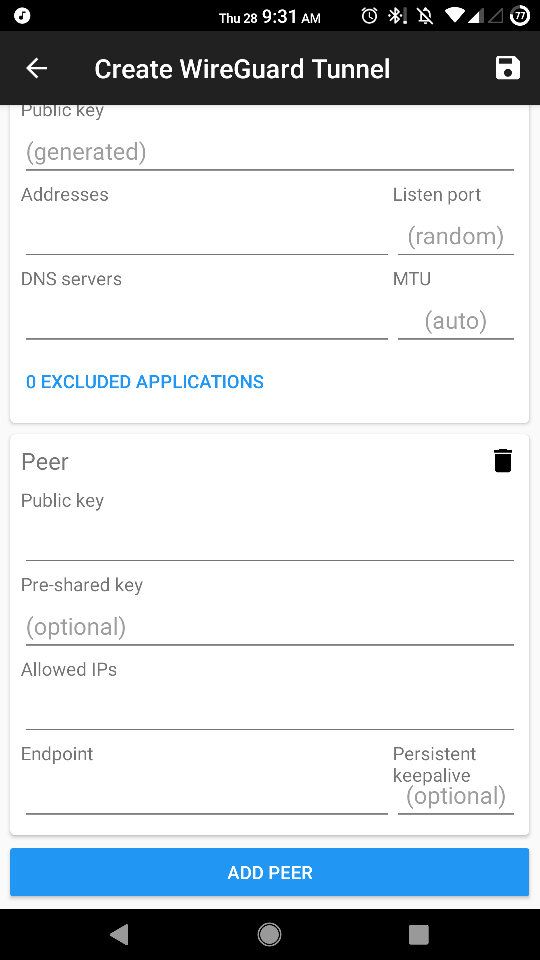 Thu 28 9:31 AM
77
Create WireGuard Tunnel
Public key
(generated)
Addresses
Listen port
(random)
DNS servers
MTU
(auto)
0 EXCLUDED APPLICATIONS
Peer
Public key
Pre-shared key
(optional)
Allowed IPs
Endpoint
Persistent
keepalive
(optional)
ADD PEER